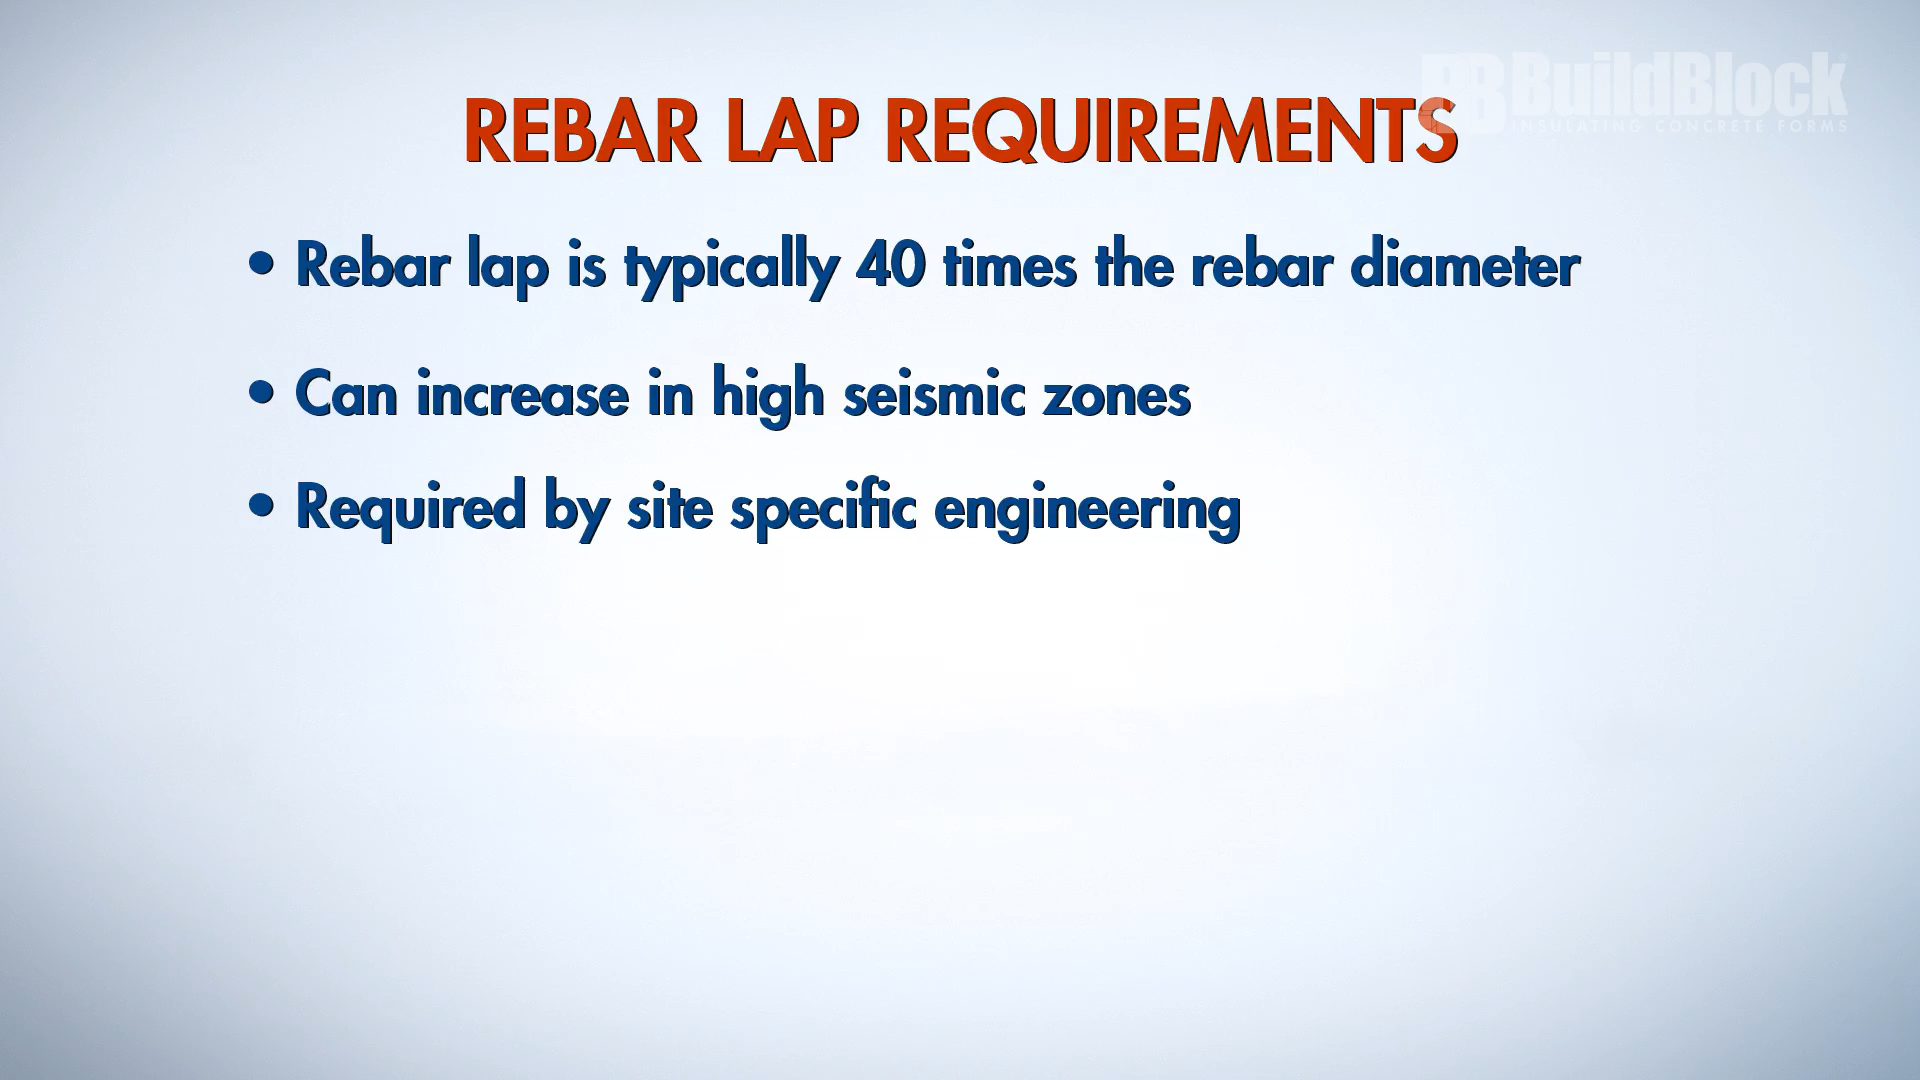 BuildBlock
INSULATING CONCRETE FORMS
REBAR LAP REQUIREMENTS
• Rebar lap is typically 40 times the rebar diameter
• Can increase in high seismic zones
• Required by site specific engineering